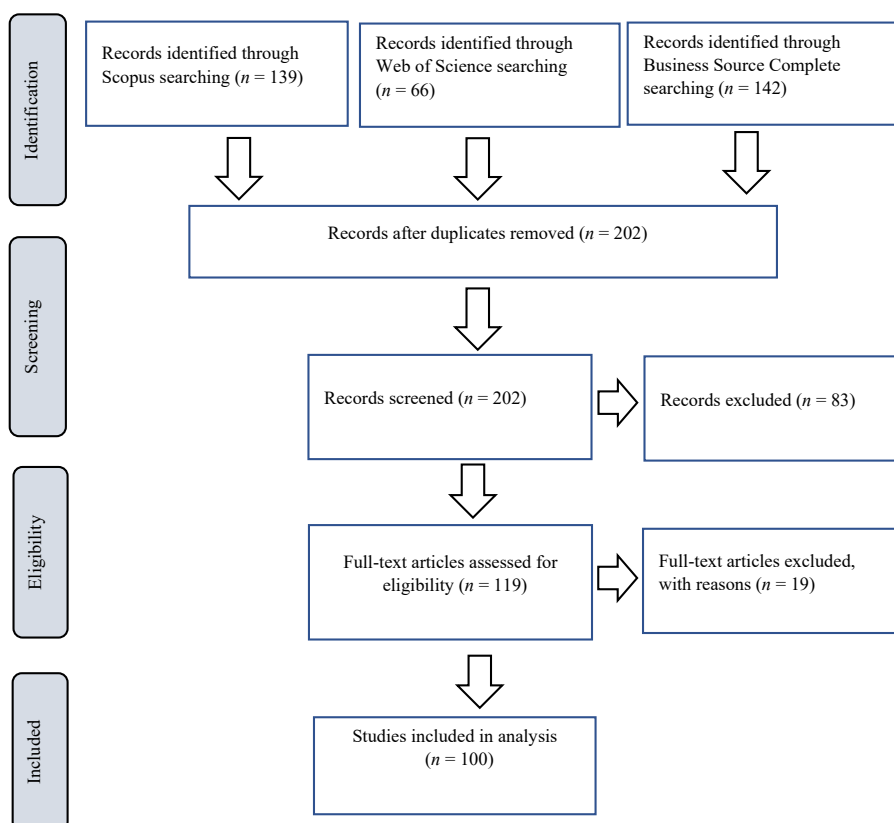 Identification
Records identified through
Scopus searching (n = 139)
Records identified through
Web of Science searching
(n = 66)
Records identified through
Business Source Complete
searching (n = 142)
Records after duplicates removed (n = 202)
Screening
Records screened (n = 202)
Records excluded (n = 83)
Eligibility
Full-text articles assessed for
eligibility (n = 119)
Full-text articles excluded,
with reasons (n = 19)
Included
Studies included in analysis
(n = 100)